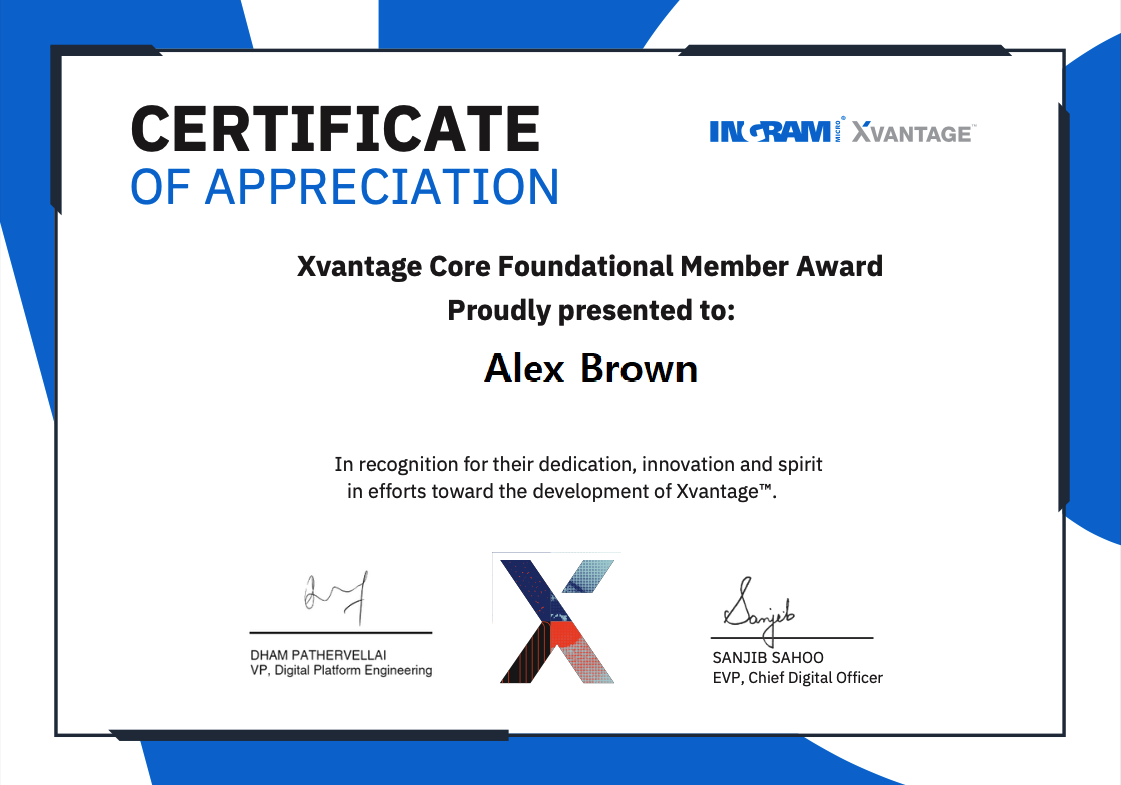 CERTIFICATE
OF APPRECIATION
INGRAM MICRO® XVANTAGE™
Xvantage Core Foundational Member Award
Proudly presented to:
Alex Brown
In recognition for their dedication, innovation and spirit
in efforts toward the development of Xvantage™.
Sanjib
DHAM PATHERVELLAI
VP, Digital Platform Engineering
SANJIB SAHOO
EVP, Chief Digital Officer